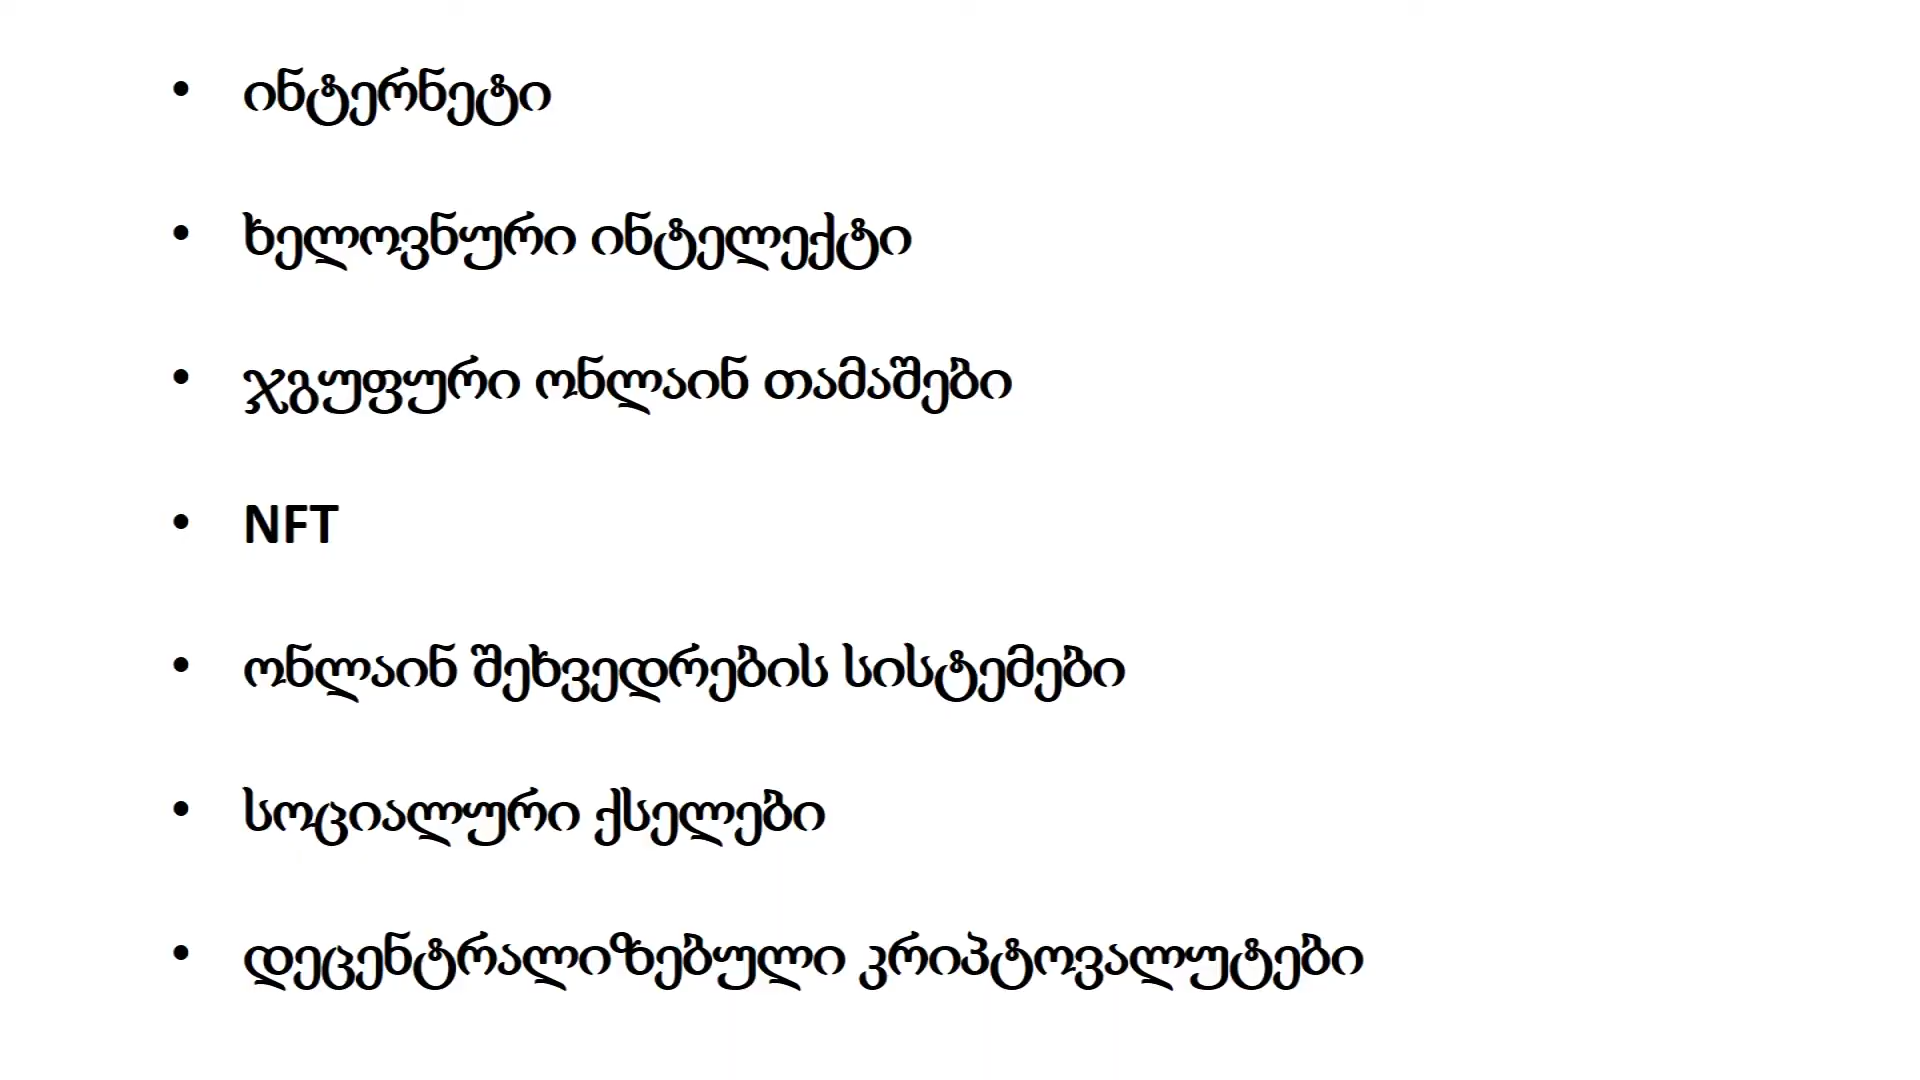 • ინტერნეტი
• ხელოვნური ინტელექტი
• ჯგუფური ონლაინ თამაშები
• NFT
• ონლაინ შეხვედრების სისტემები
• სოციალური ქსელები
• დეცენტრალიზებული კრიპტოვალუტები